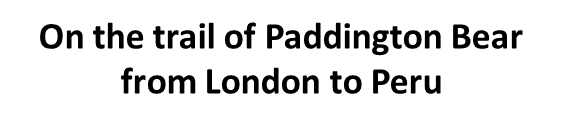 On the trail of Paddington Bear
from London to Peru